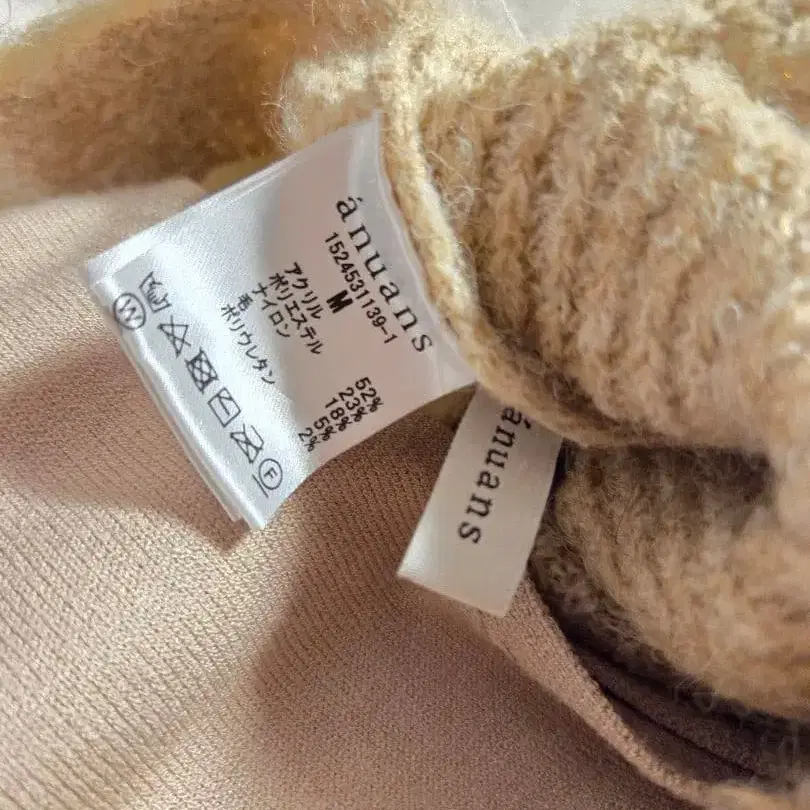 ánuans
1524531139-1
M
アクリル 52%
ポリエステル 23%
ナイロン 18%
毛 5%
ポリウレタン 2%
W
F
ánuans